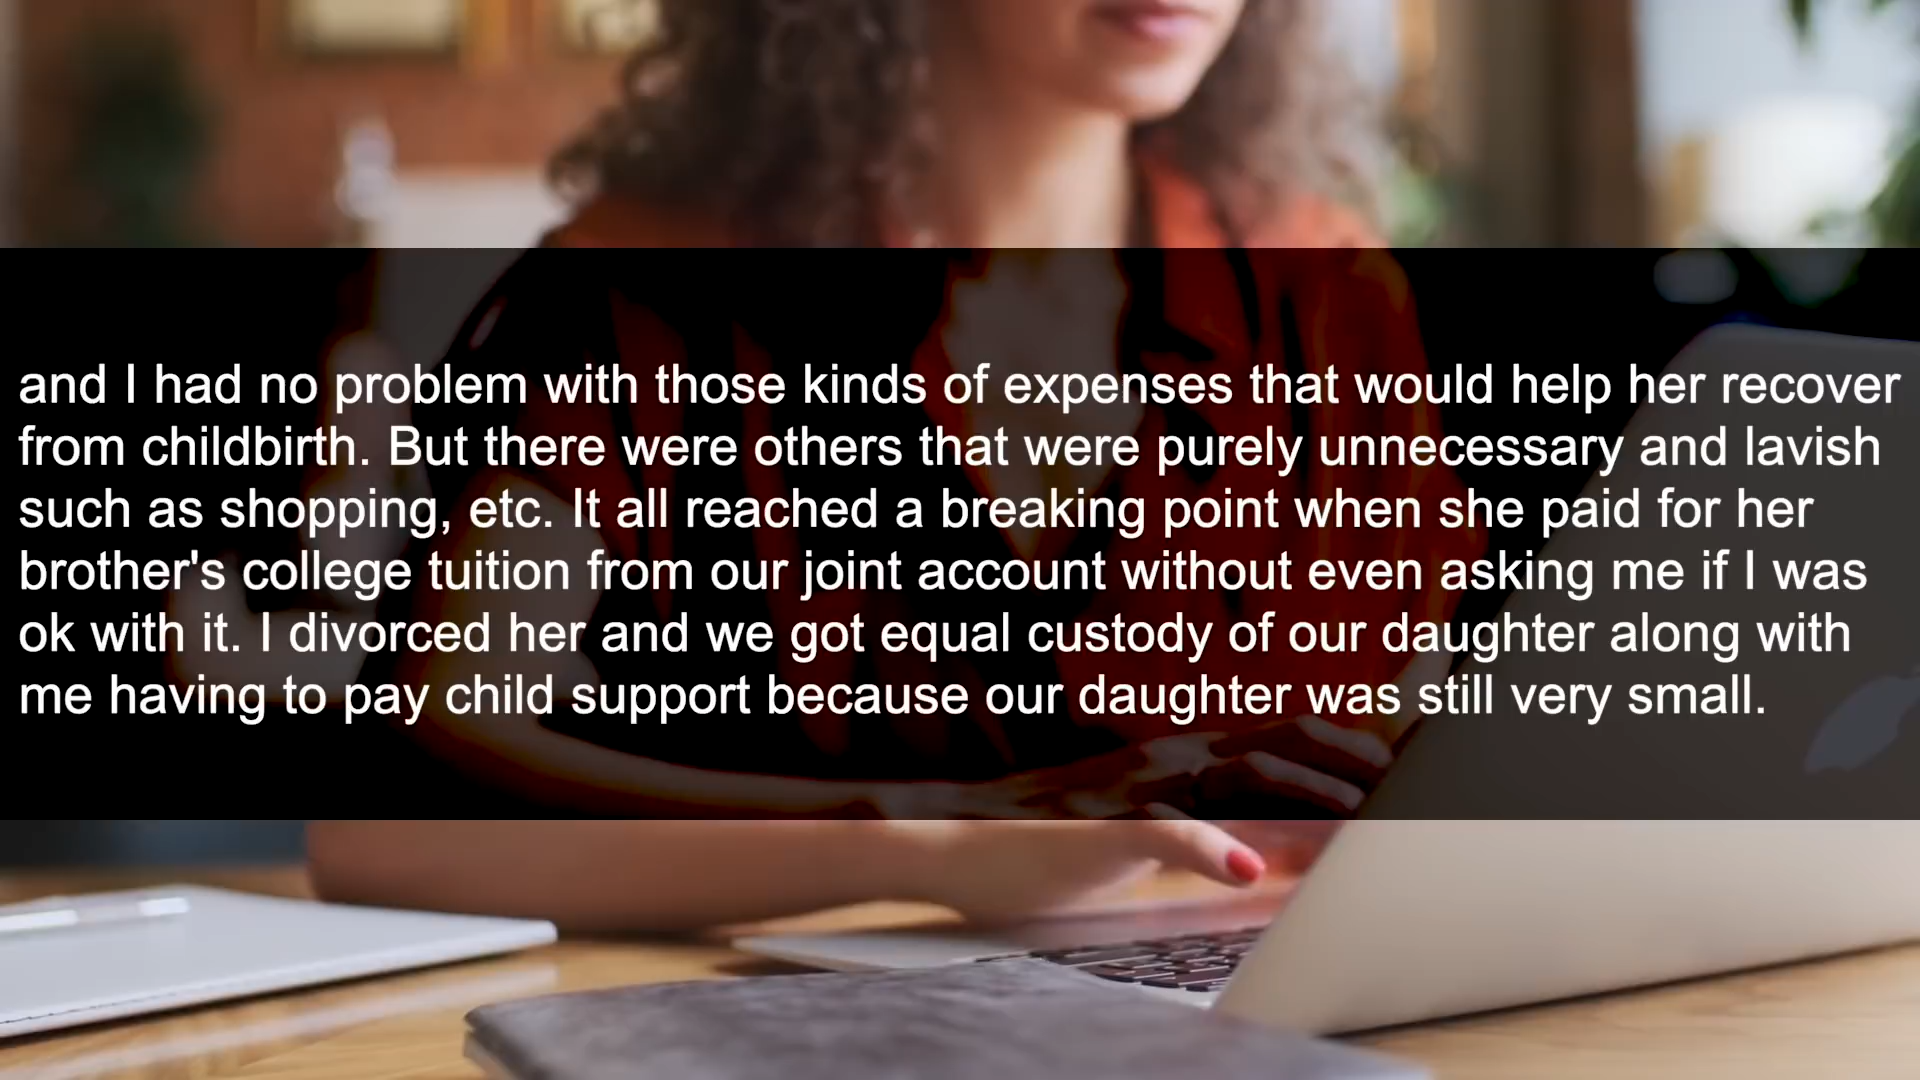 and I had no problem with those kinds of expenses that would help her recover
from childbirth. But there were others that were purely unnecessary and lavish
such as shopping, etc. It all reached a breaking point when she paid for her
brother's college tuition from our joint account without even asking me if I was
ok with it. I divorced her and we got equal custody of our daughter along with
me having to pay child support because our daughter was still very small.